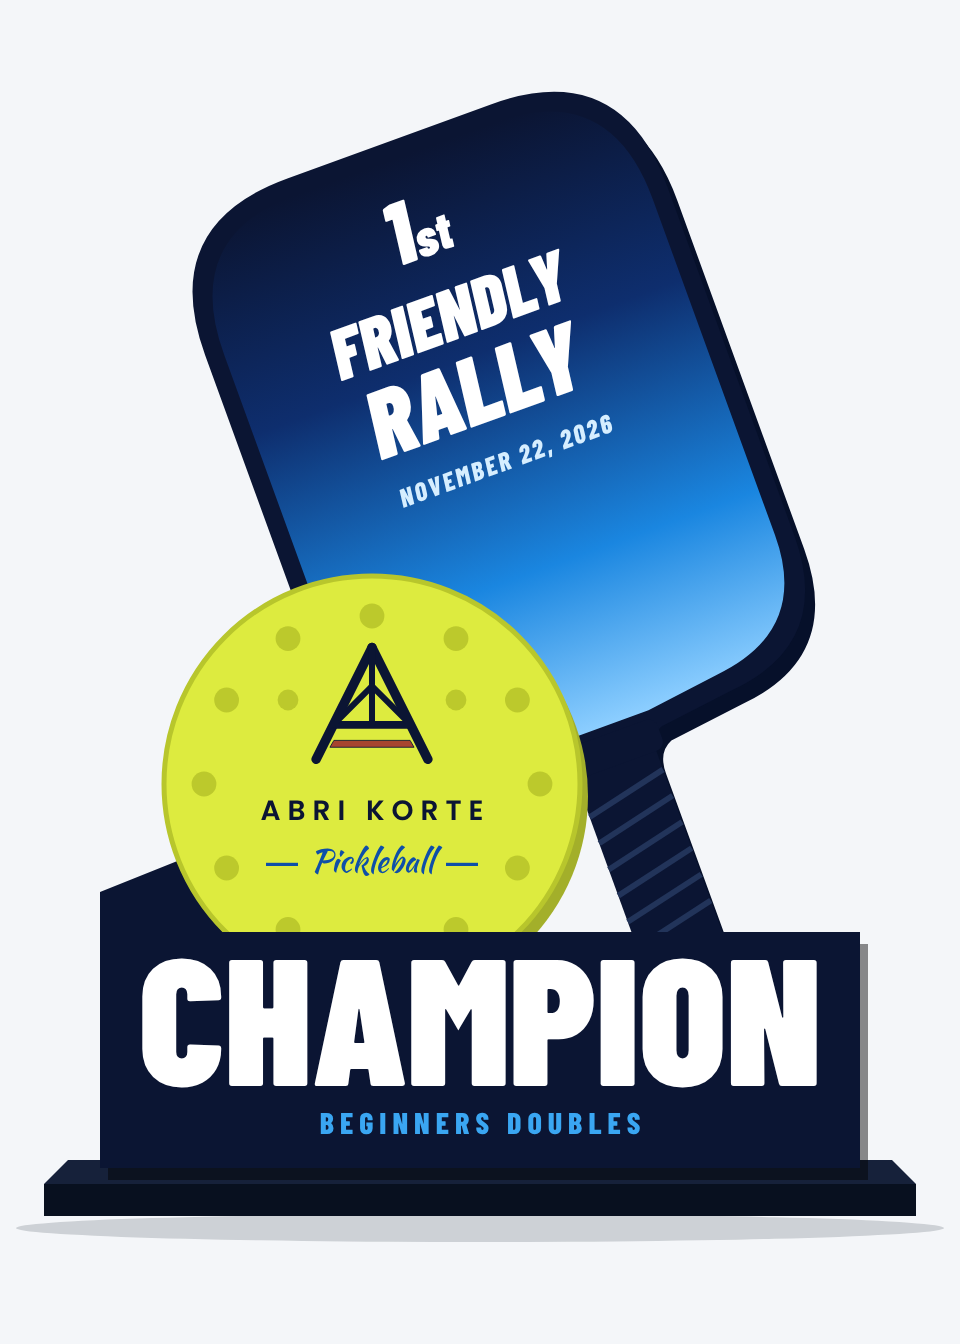 1st
FRIENDLY
RALLY
NOVEMBER 22, 2026
ABRI KORTE
Pickleball
CHAMPION
BEGINNERS DOUBLES